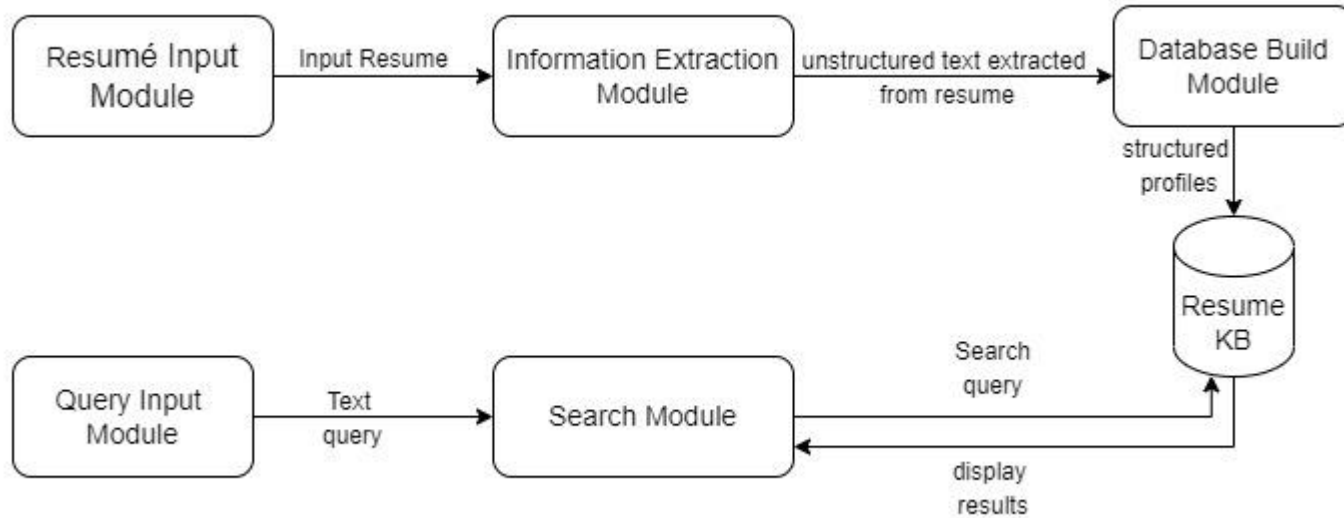 Resumé Input
Module
Input Resume
Information Extraction
Module
unstructured text extracted
from resume
Database Build
Module
structured
profiles
Resume
KB
Query Input
Module
Text
query
Search Module
Search
query
display
results